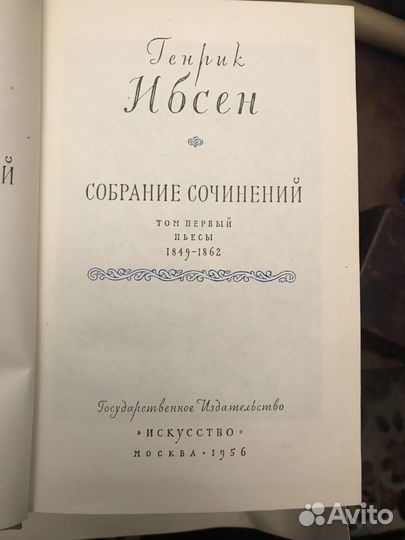 Й
Генрик
Ибсен
СОБРАНИЕ СОЧИНЕНИЙ
ТОМ ПЕРВЫЙ
ПЬЕСЫ
1849-1862
Государственное Издательство
»ИСКУССТВО«
МОСКВА · 1956
Avito